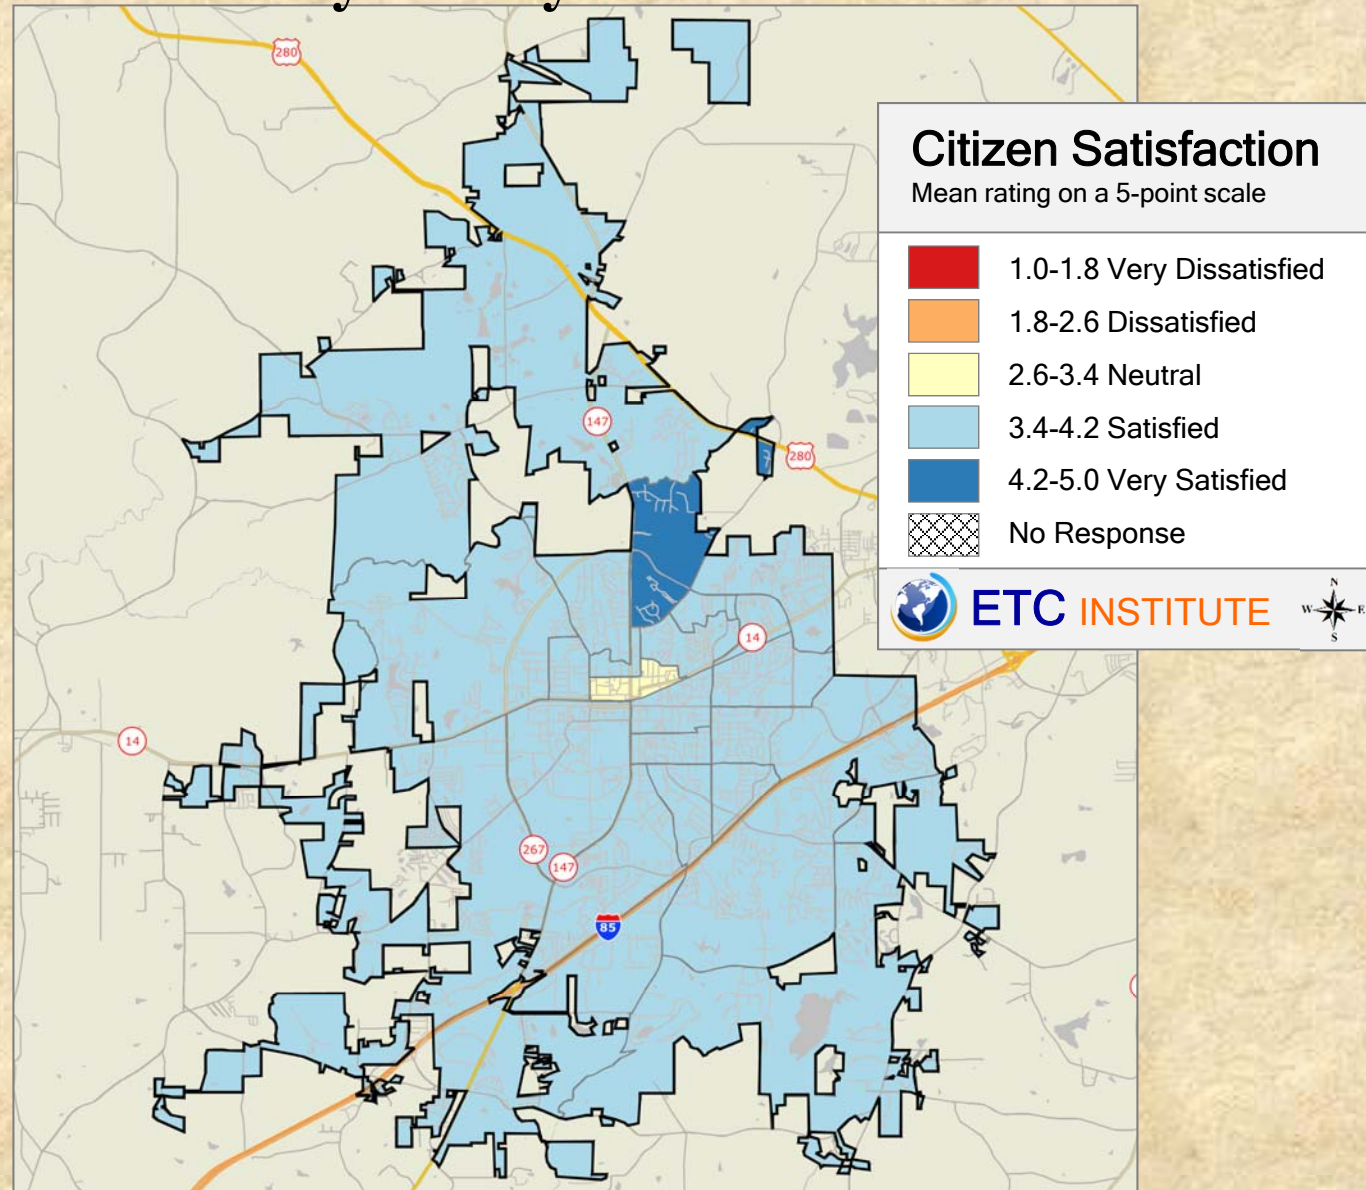 280
Citizen Satisfaction
Mean rating on a 5-point scale
1.0-1.8 Very Dissatisfied
1.8-2.6 Dissatisfied
2.6-3.4 Neutral
3.4-4.2 Satisfied
4.2-5.0 Very Satisfied
No Response
ETC INSTITUTE
N
W E
S
147
280
14
14
267
147
85